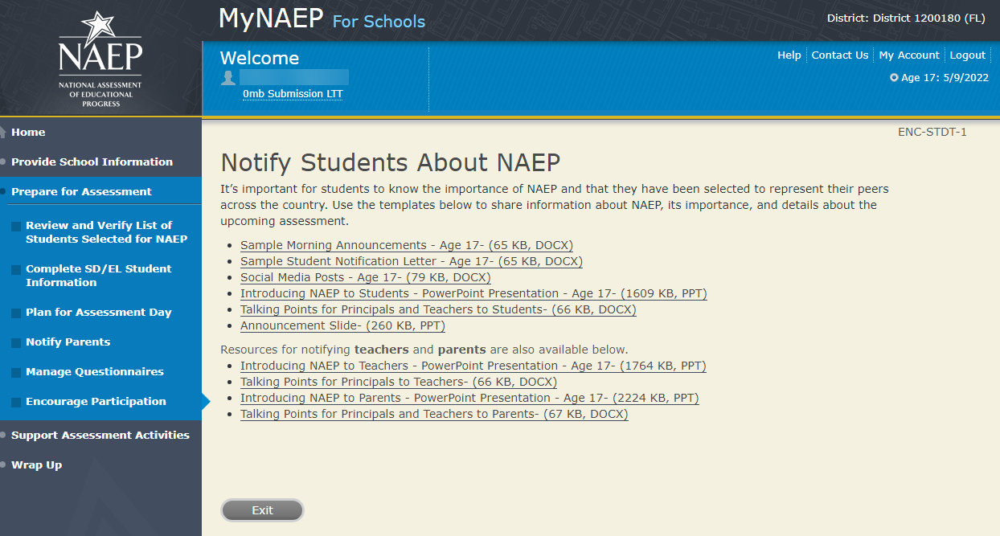 MyNAEP For Schools
District: District 1200180 (FL)
NAEP
NATIONAL ASSESSMENT
OF EDUCATIONAL
PROGRESS
Welcome
0mb Submission LTT
Help
Contact Us
My Account
Logout
Age 17: 5/9/2022
Home
Provide School Information
Prepare for Assessment
Review and Verify List of
Students Selected for NAEP
Complete SD/EL Student
Information
Plan for Assessment Day
Notify Parents
Manage Questionnaires
Encourage Participation
Support Assessment Activities
Wrap Up
ENC-STDT-1
Notify Students About NAEP
It’s important for students to know the importance of NAEP and that they have been selected to represent their peers
across the country. Use the templates below to share information about NAEP, its importance, and details about the
upcoming assessment.
Sample Morning Announcements - Age 17- (65 KB, DOCX)
Sample Student Notification Letter - Age 17- (65 KB, DOCX)
Social Media Posts - Age 17- (79 KB, DOCX)
Introducing NAEP to Students - PowerPoint Presentation - Age 17- (1609 KB, PPT)
Talking Points for Principals and Teachers to Students- (66 KB, DOCX)
Announcement Slide- (260 KB, PPT)
Resources for notifying teachers and parents are also available below.
Introducing NAEP to Teachers - PowerPoint Presentation - Age 17- (1764 KB, PPT)
Talking Points for Principals to Teachers- (66 KB, DOCX)
Introducing NAEP to Parents - PowerPoint Presentation - Age 17- (2224 KB, PPT)
Talking Points for Principals and Teachers to Parents- (67 KB, DOCX)
Exit